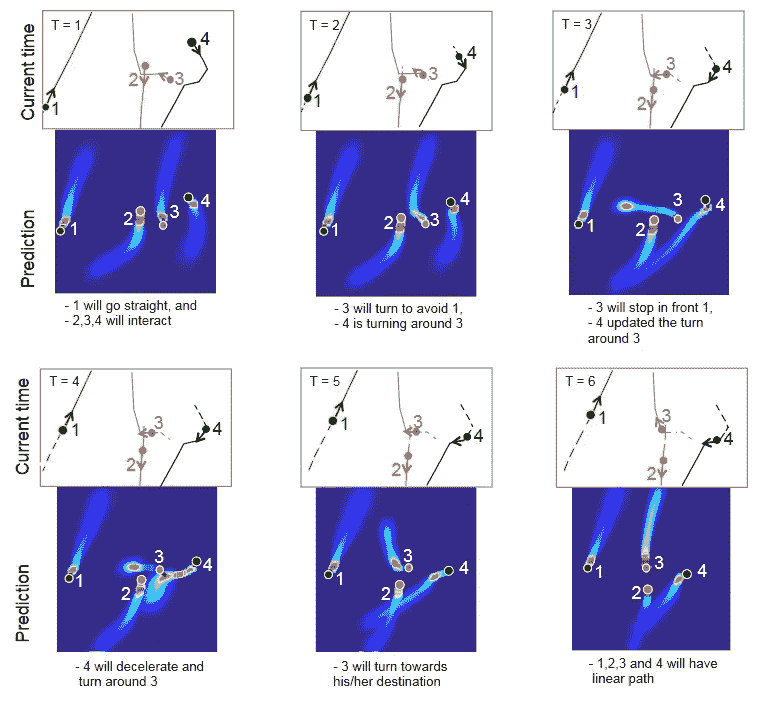 Current time
T = 1
1
2
3
4
T = 2
1
2
3
4
T = 3
1
2
3
4
Prediction
1
2
3
4
1
2
3
4
1
2
3
4
- 1 will go straight, and
- 2,3,4 will interact
- 3 will turn to avoid 1,
- 4 is turning around 3
- 3 will stop in front 1,
- 4 updated the turn
around 3
Current time
T = 4
1
2
3
4
T = 5
1
2
3
4
T = 6
1
2
3
4
Prediction
1
2
3
4
1
2
3
4
1
2
3
4
- 4 will decelerate and
turn around 3
- 3 will turn towards
his/her destination
- 1,2,3 and 4 will have
linear path